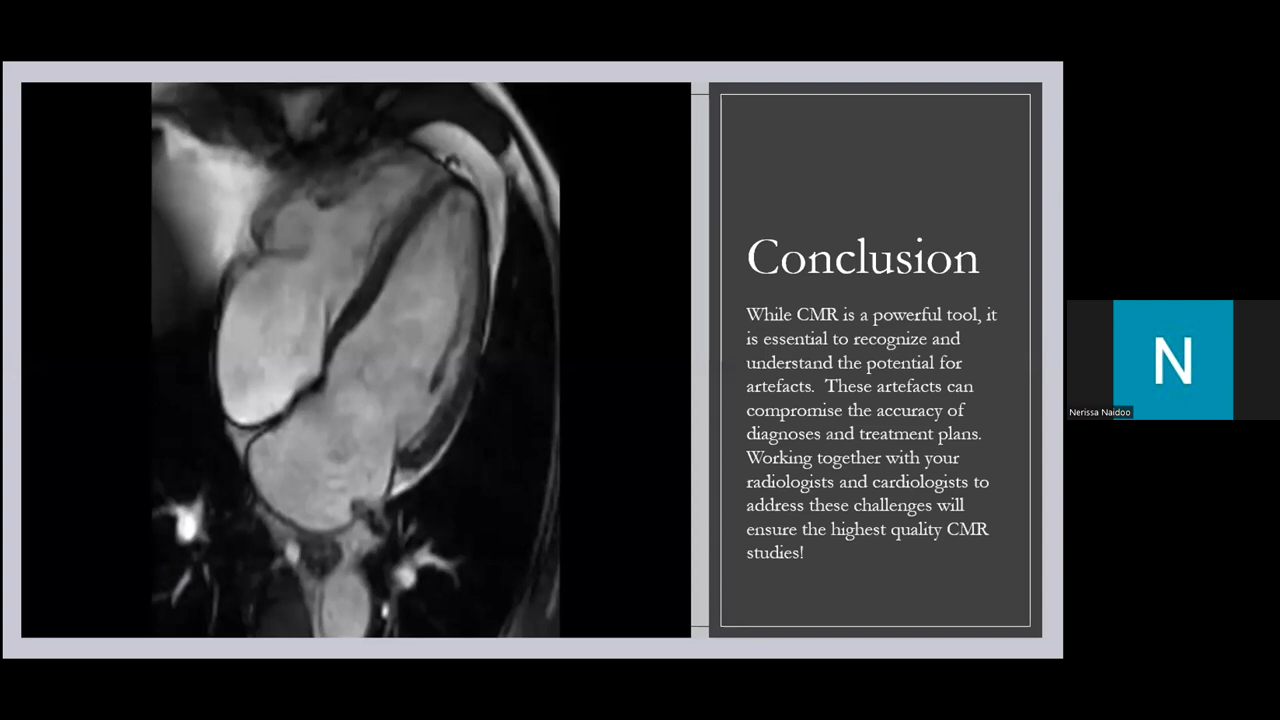 Conclusion
While CMR is a powerful tool, it
is essential to recognize and
understand the potential for
artefacts.  These artefacts can
compromise the accuracy of
diagnoses and treatment plans.
Working together with your
radiologists and cardiologists to
address these challenges will
ensure the highest quality CMR
studies!
N
Nerissa Naidoo